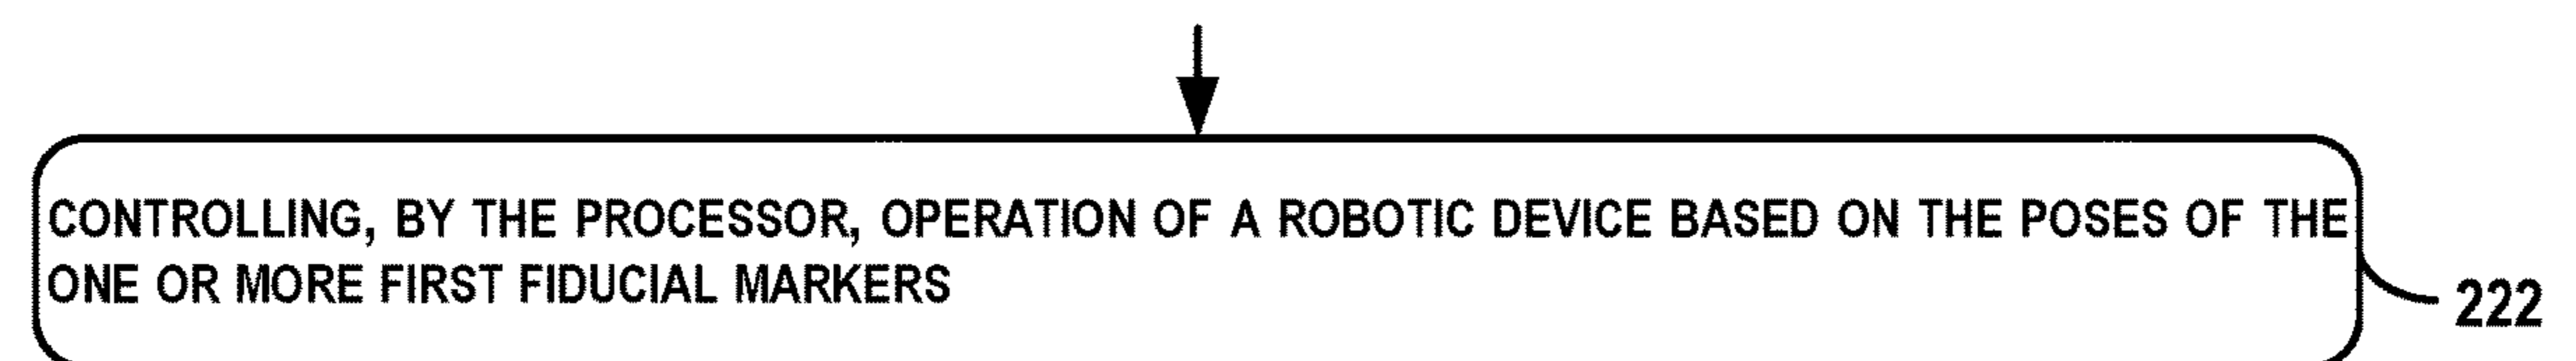 CONTROLLING, BY THE PROCESSOR, OPERATION OF A ROBOTIC DEVICE BASED ON THE POSES OF THE
ONE OR MORE FIRST FIDUCIAL MARKERS
222